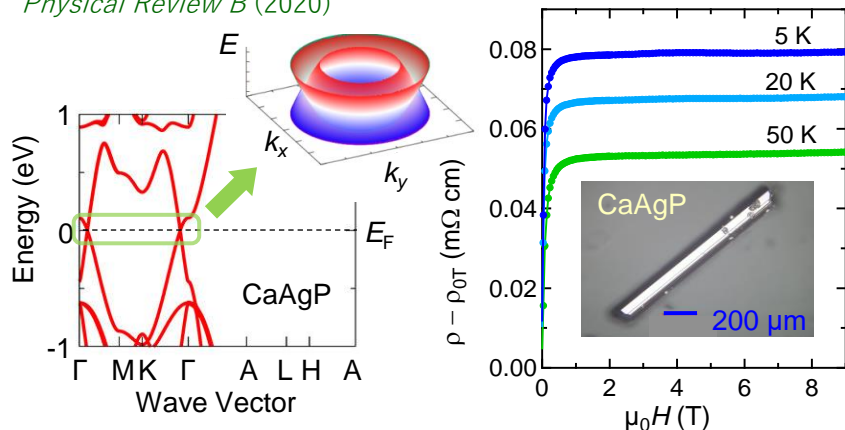 Physical Review B (2020)
E
k_x
k_y
1
0
-1
Energy (eV)
E_F
CaAgP
Γ M K Γ A L H A
Wave Vector
0.08
0.06
0.04
0.02
0.00
ρ − ρ_0T (mΩ cm)
5 K
20 K
50 K
CaAgP
200 μm
0 2 4 6 8
μ_0H (T)